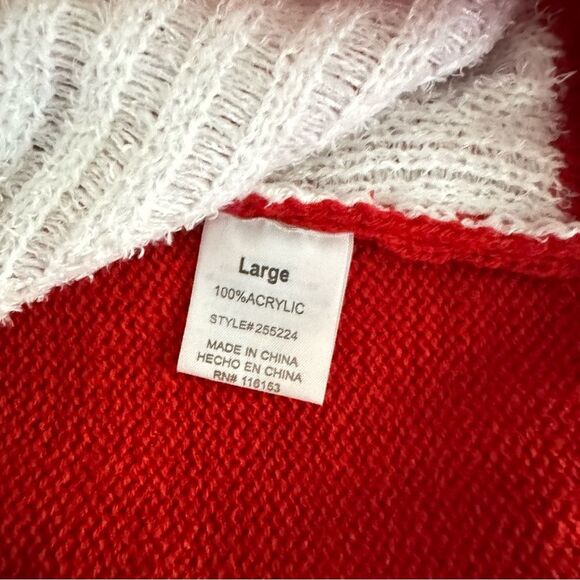 Large
100%ACRYLIC
STYLE#255224
MADE IN CHINA
HECHO EN CHINA
RN# 116153